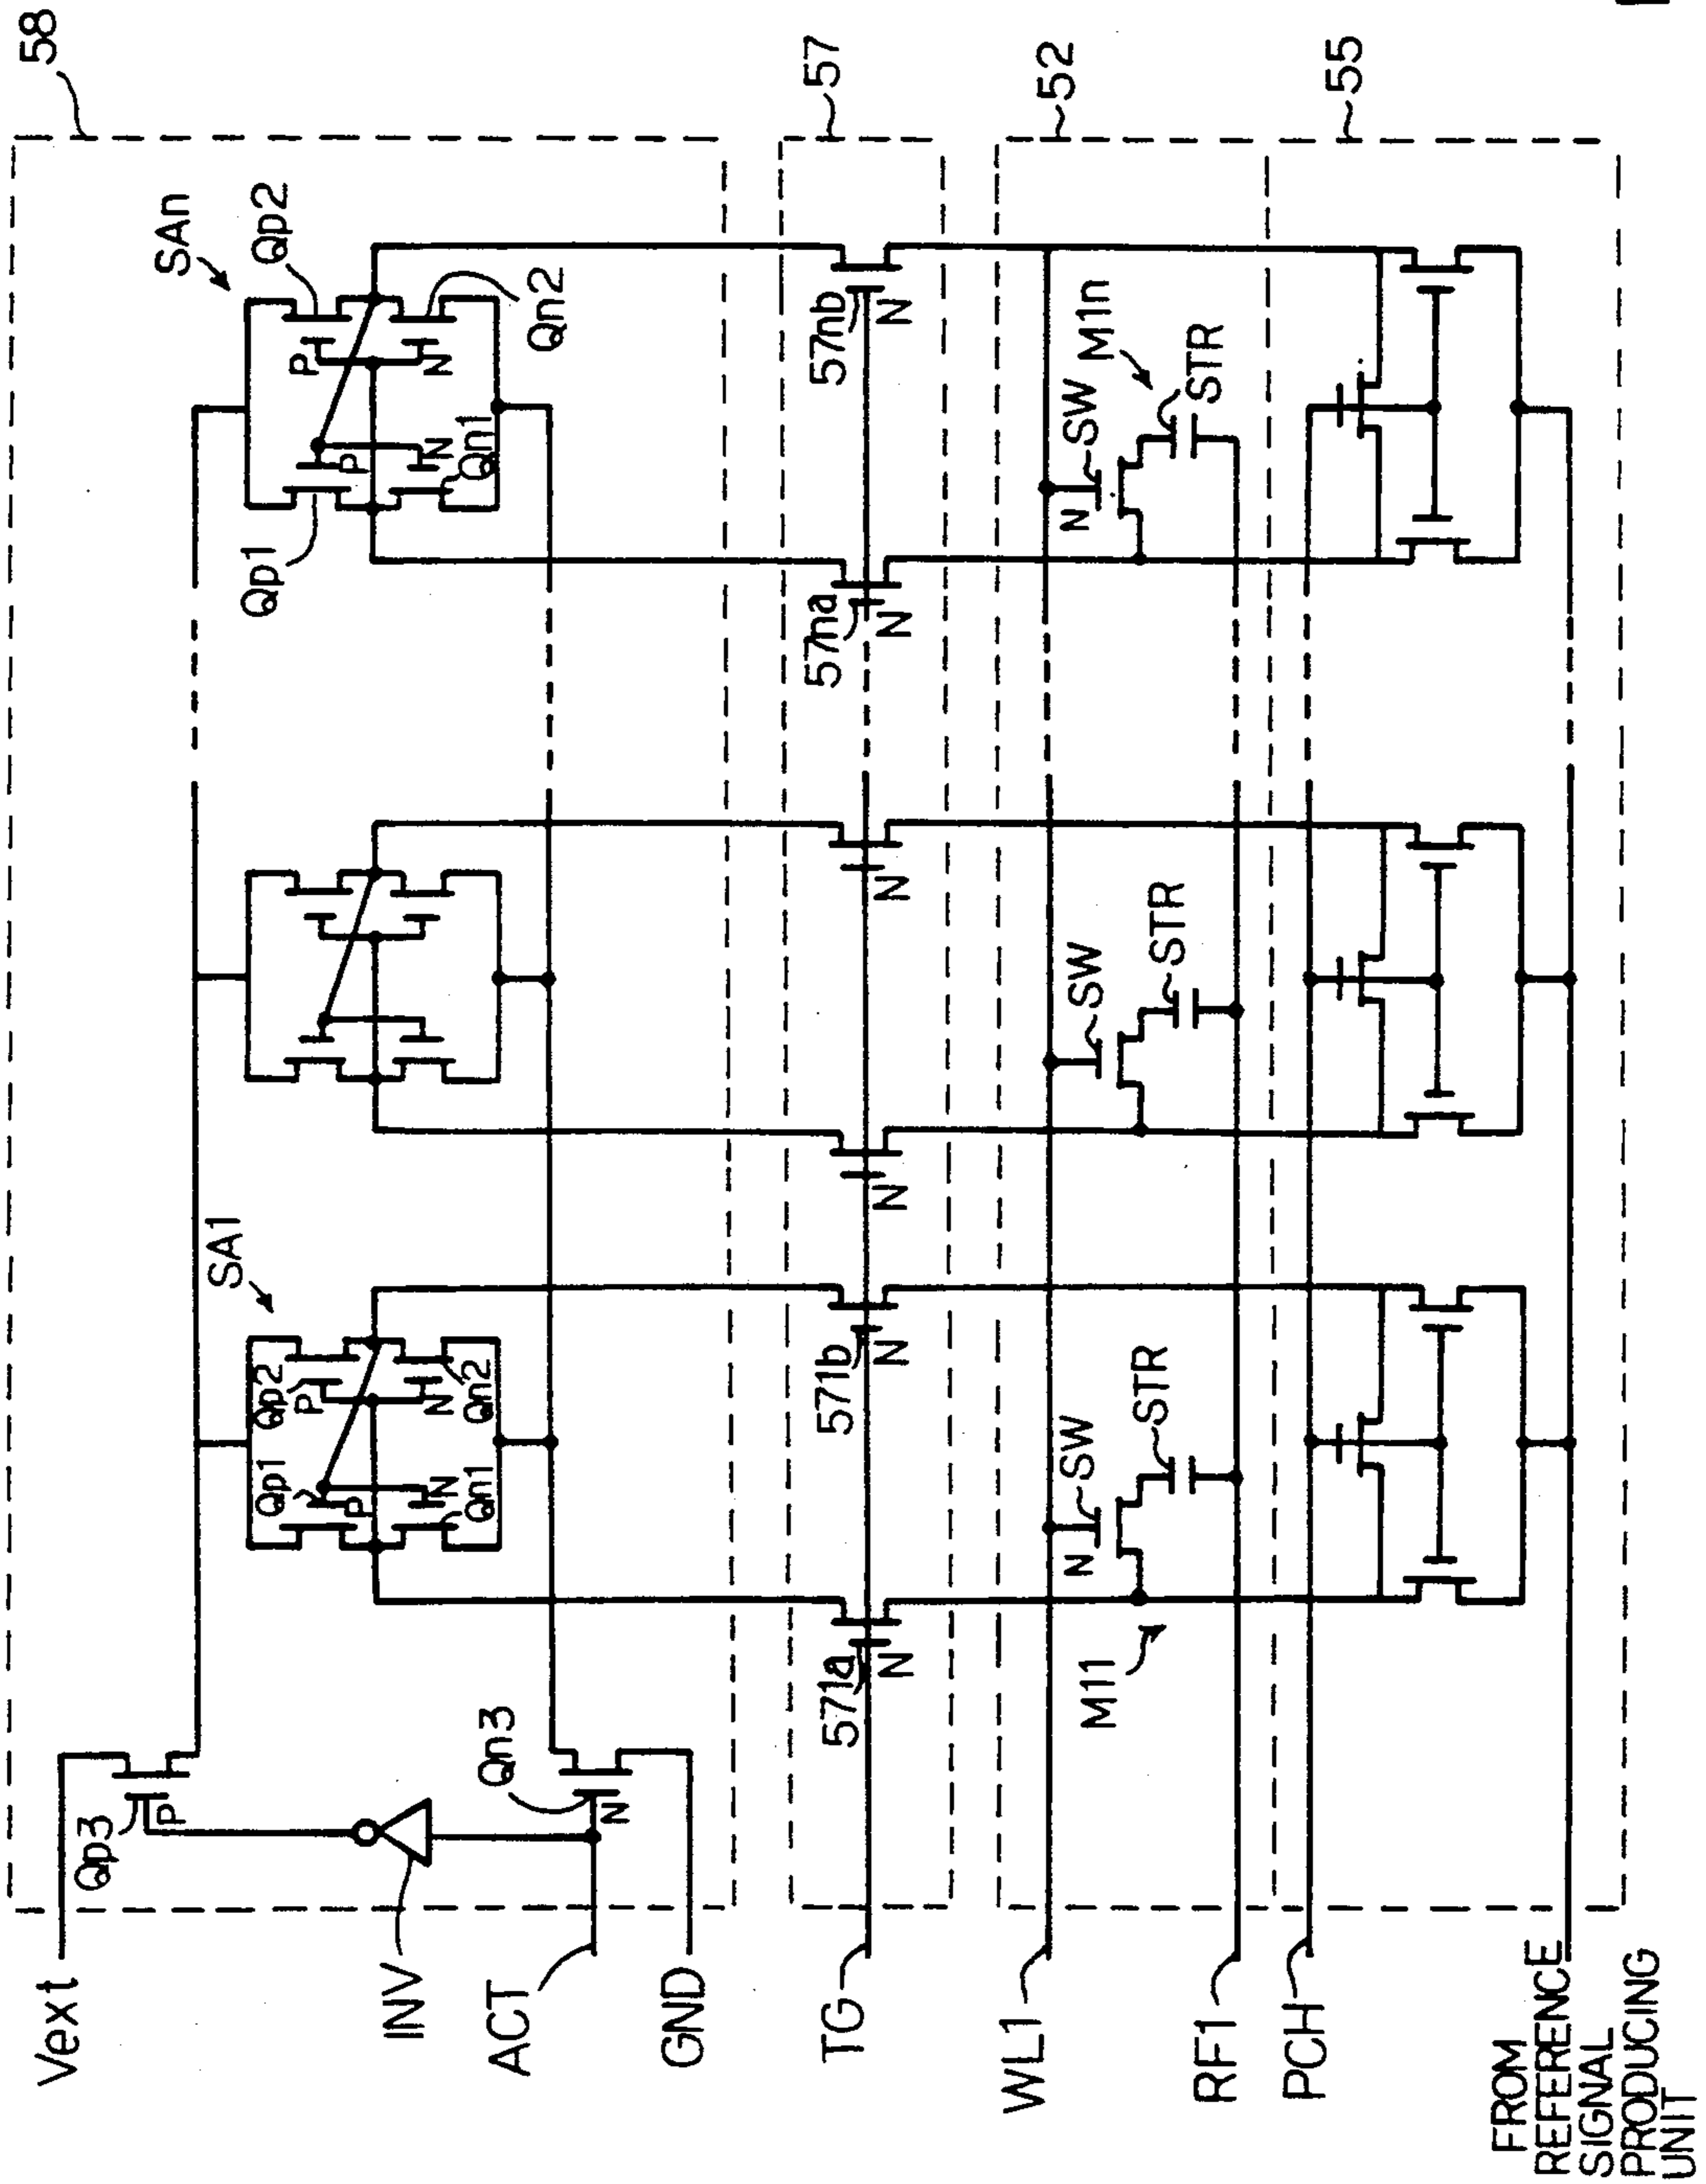 58
57
52
55
SAn
Qp2
Qp1
P
P
N
N
Qn1
Qn2
57na
57nb
N
N
SW
N
M1n
STR
SW
STR
N
N
SA1
Qp1
Qp2
P
P
N
N
Qn1
Qn2
571a
571b
N
N
SW
N
STR
M11
Qp3
P
Qn3
N
Vext
INV
ACT
GND
TG
WL1
RF1
PCH
FROM
REFERENCE
SIGNAL
PRODUCING
UNIT